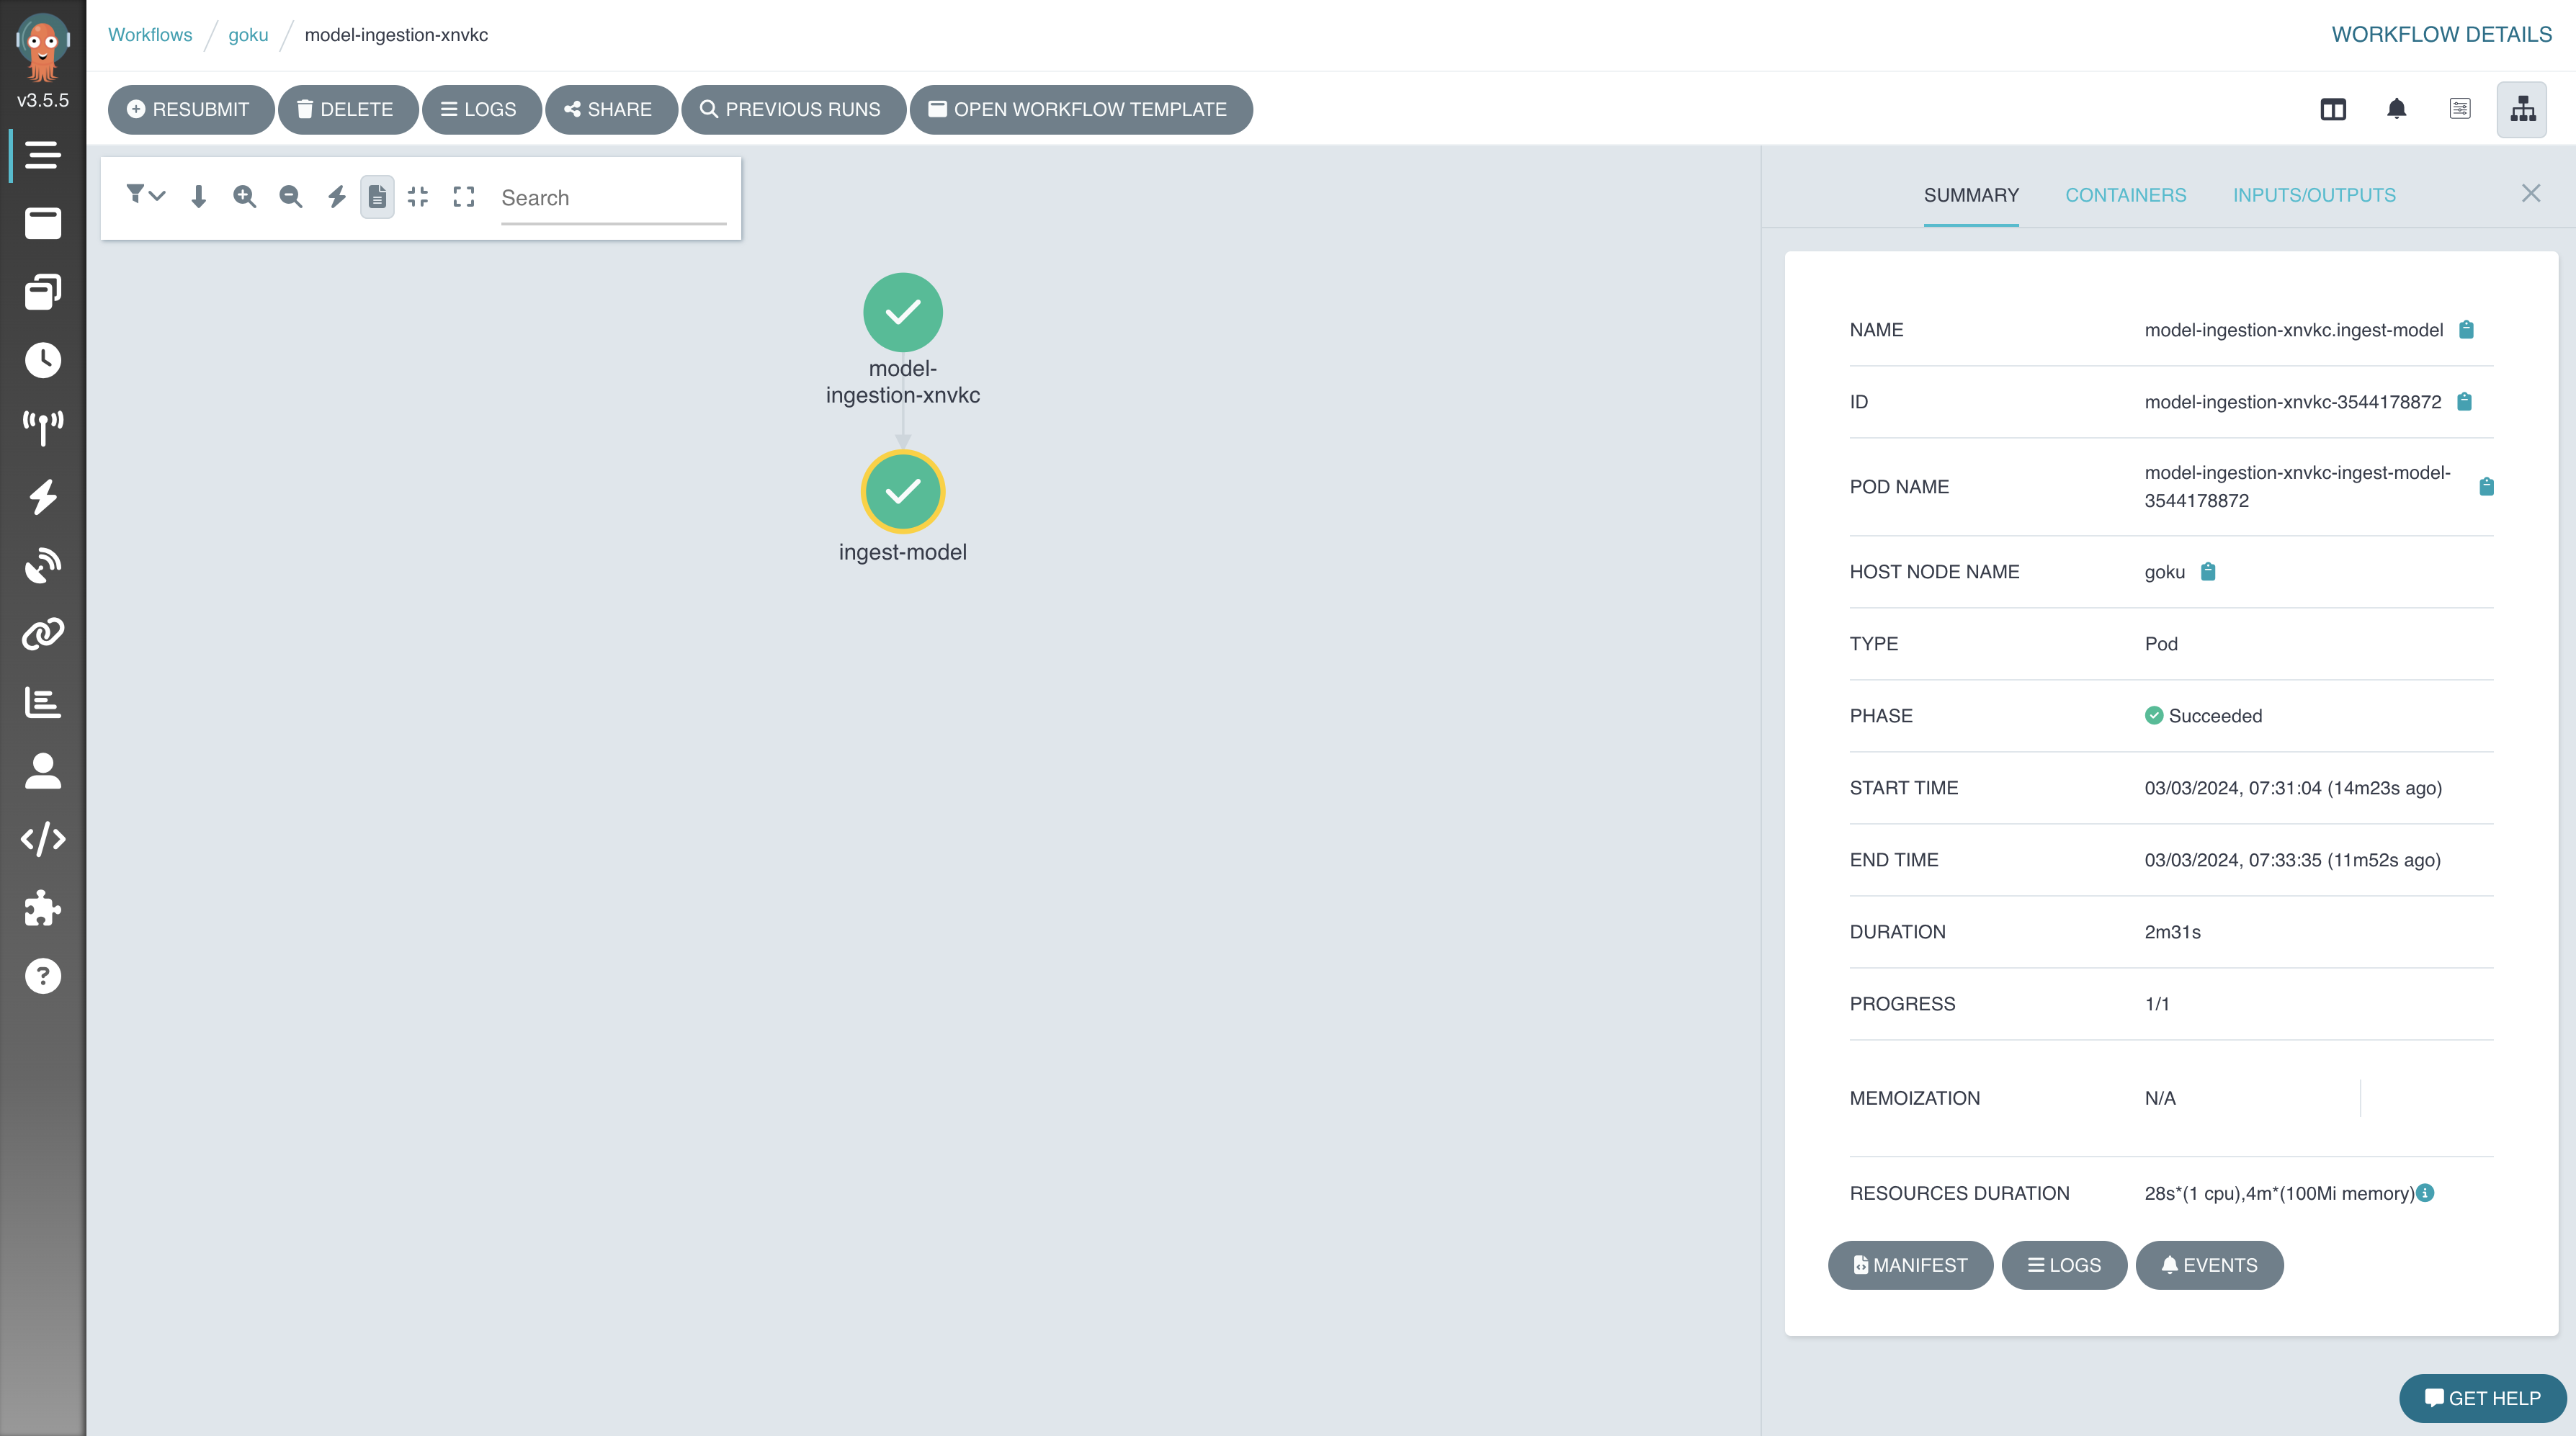 Workflows / goku / model-ingestion-xnvkc
WORKFLOW DETAILS
v3.5.5
RESUBMIT DELETE LOGS SHARE PREVIOUS RUNS OPEN WORKFLOW TEMPLATE
Search
model-
ingestion-xnvkc
ingest-model
SUMMARY CONTAINERS INPUTS/OUTPUTS
NAME model-ingestion-xnvkc.ingest-model
ID model-ingestion-xnvkc-3544178872
POD NAME model-ingestion-xnvkc-ingest-model-
3544178872
HOST NODE NAME goku
TYPE Pod
PHASE Succeeded
START TIME 03/03/2024, 07:31:04 (14m23s ago)
END TIME 03/03/2024, 07:33:35 (11m52s ago)
DURATION 2m31s
PROGRESS 1/1
MEMOIZATION N/A
RESOURCES DURATION 28s*(1 cpu),4m*(100Mi memory)
MANIFEST LOGS EVENTS
GET HELP